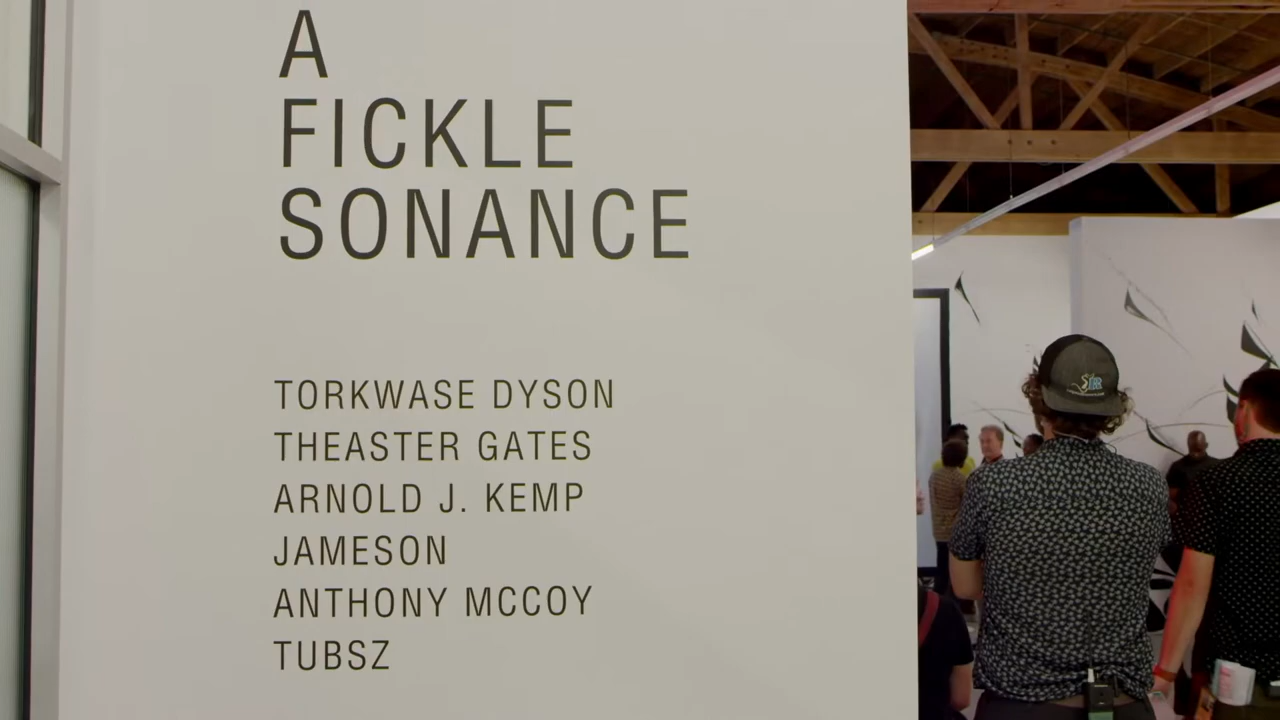 A
FICKLE
SONANCE
TORKWASE DYSON
THEASTER GATES
ARNOLD J. KEMP
JAMESON
ANTHONY MCCOY
TUBSZ